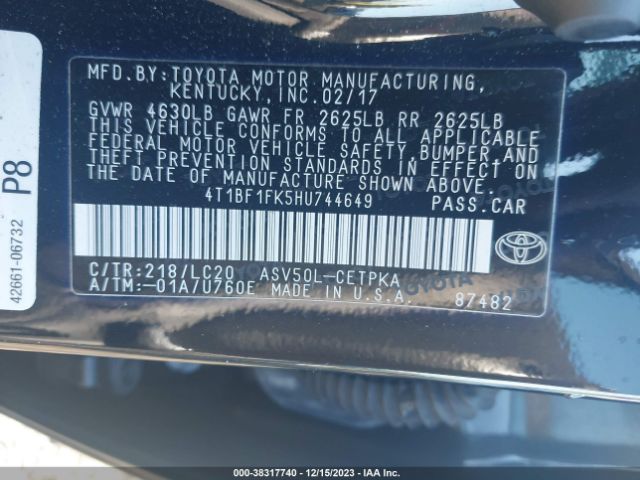 MFD.BY:TOYOTA MOTOR MANUFACTURING,
KENTUCKY, INC.02/17
GVWR 4630LB GAWR FR 2625LB RR 2625LB
THIS VEHICLE CONFORMS TO ALL APPLICABLE
FEDERAL MOTOR VEHICLE SAFETY,BUMPER,AND
THEFT PREVENTION STANDARDS IN EFFECT ON
THE DATE OF MANUFACTURE SHOWN ABOVE.
4T1BF1FK5HU744649 PASS.CAR
TOYOTA
C/TR:218/LC20 ASV50L-CETPKA
A/TM:-01A/U760E MADE IN U.S.A. 87482
P8
42661-06732
000-38317740 - 12/15/2023 - IAA, Inc.